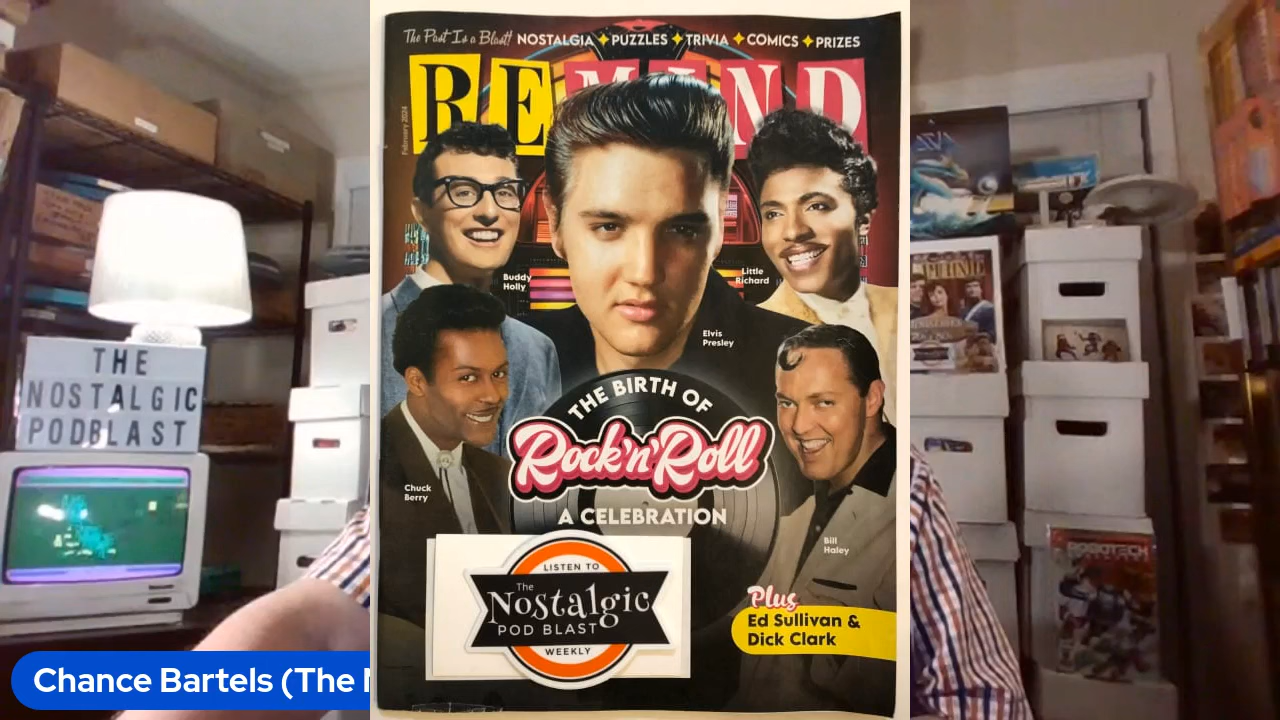 The Past Is a Blast! NOSTALGIA ✦ PUZZLES ✦ TRIVIA ✦ COMICS ✦ PRIZES
REMIND
February 2024
Buddy
Holly
Little
Richard
Elvis
Presley
Chuck
Berry
Bill
Haley
THE BIRTH OF
Rock'n'Roll
A CELEBRATION
LISTEN TO
The
Nostalgic
POD BLAST
WEEKLY
Plus
Ed Sullivan &
Dick Clark
THE
NOSTALGIC
PODBLAST
Chance Bartels (The
ROBOTECH